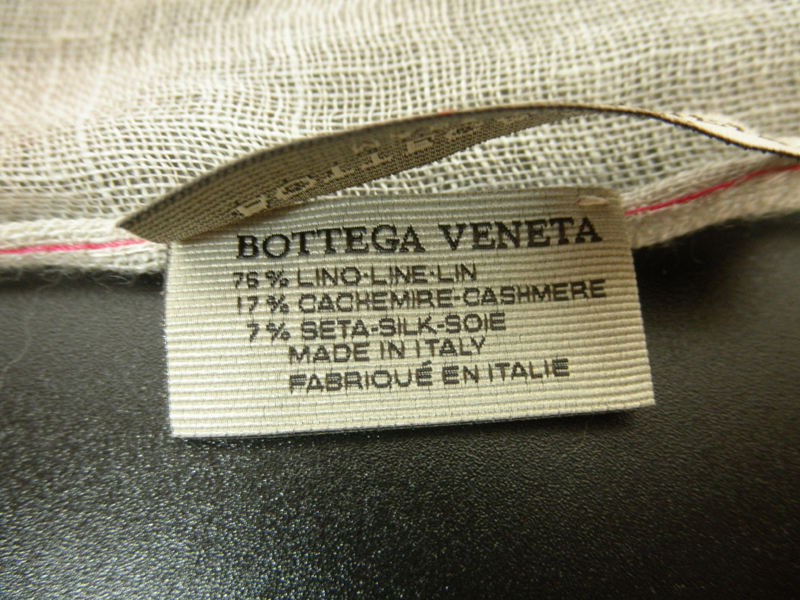 BOTTEGA VENETA
76% LINO-LINE-LIN
17% CACHEMIRE-CASHMERE
7% SETA-SILK-SOIE
MADE IN ITALY
FABRIQUÉ EN ITALIE